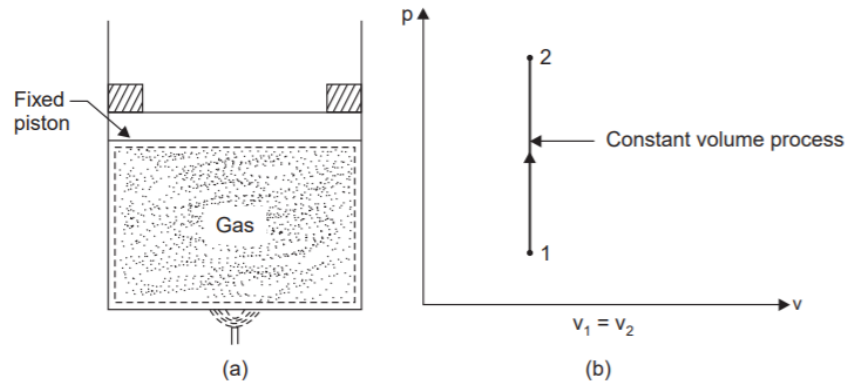 Fixed
piston
Gas
(a)
p
2
Constant volume process
1
v
v₁ = v₂
(b)